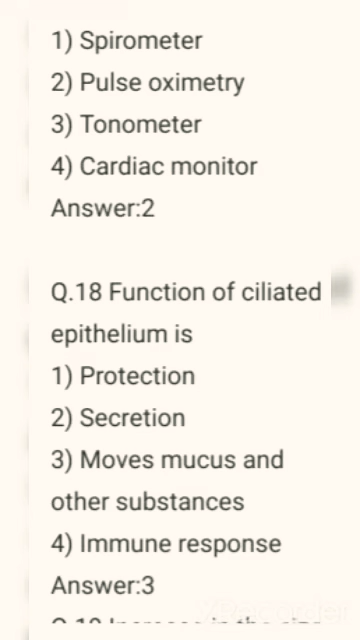 1) Spirometer
2) Pulse oximetry
3) Tonometer
4) Cardiac monitor
Answer:2
Q.18 Function of ciliated
epithelium is
1) Protection
2) Secretion
3) Moves mucus and
other substances
4) Immune response
Answer:3